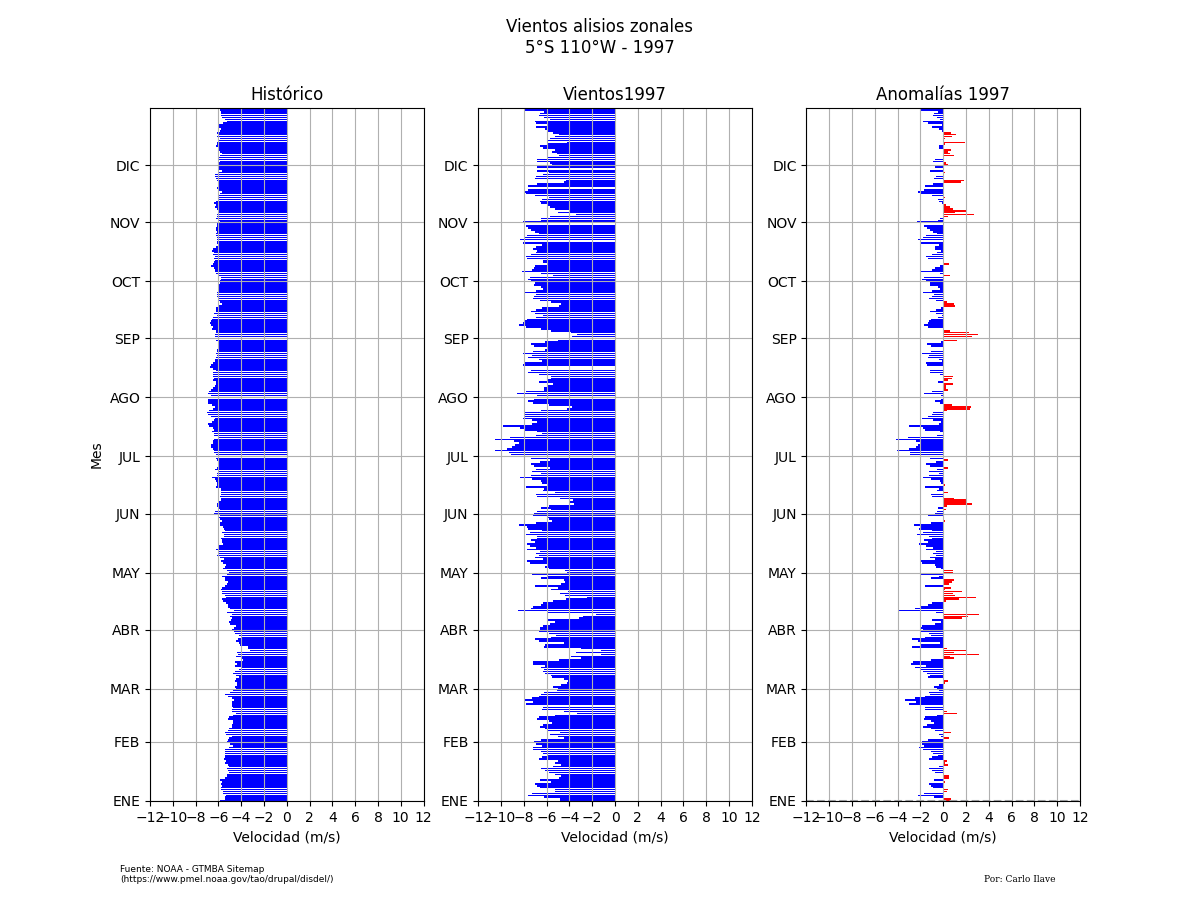 Vientos alisios zonales
5°S 110°W - 1997
Histórico
Vientos1997
Anomalías 1997
Mes
DIC
NOV
OCT
SEP
AGO
JUL
JUN
MAY
ABR
MAR
FEB
ENE
DIC
NOV
OCT
SEP
AGO
JUL
JUN
MAY
ABR
MAR
FEB
ENE
DIC
NOV
OCT
SEP
AGO
JUL
JUN
MAY
ABR
MAR
FEB
ENE
−12 −10 −8 −6 −4 −2 0 2 4 6 8 10 12
−12 −10 −8 −6 −4 −2 0 2 4 6 8 10 12
−12 −10 −8 −6 −4 −2 0 2 4 6 8 10 12
Velocidad (m/s)
Velocidad (m/s)
Velocidad (m/s)
Fuente: NOAA - GTMBA Sitemap
(https://www.pmel.noaa.gov/tao/drupal/disdel/)
Por: Carlo Ilave